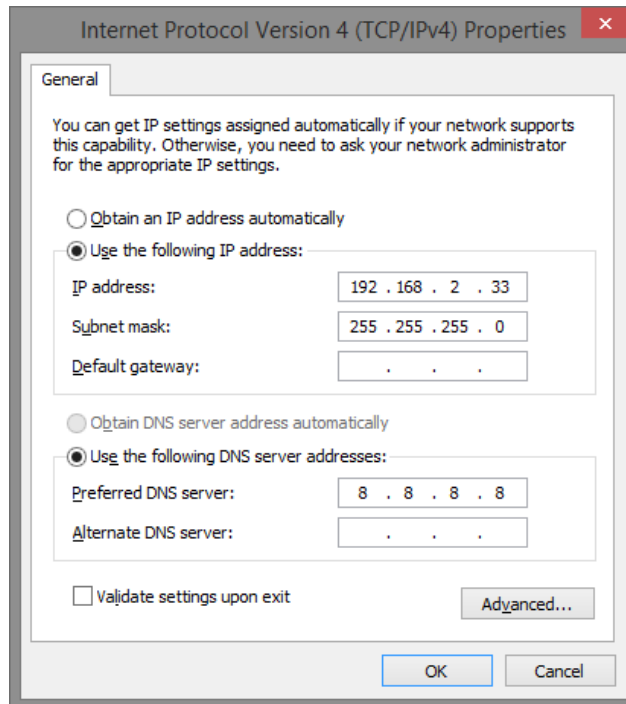 Internet Protocol Version 4 (TCP/IPv4) Properties
General
You can get IP settings assigned automatically if your network supports
this capability. Otherwise, you need to ask your network administrator
for the appropriate IP settings.
Obtain an IP address automatically
Use the following IP address:
IP address: 192 . 168 . 2 . 33
Subnet mask: 255 . 255 . 255 . 0
Default gateway: . . .
Obtain DNS server address automatically
Use the following DNS server addresses:
Preferred DNS server: 8 . 8 . 8 . 8
Alternate DNS server: . . .
Validate settings upon exit
Advanced...
OK Cancel